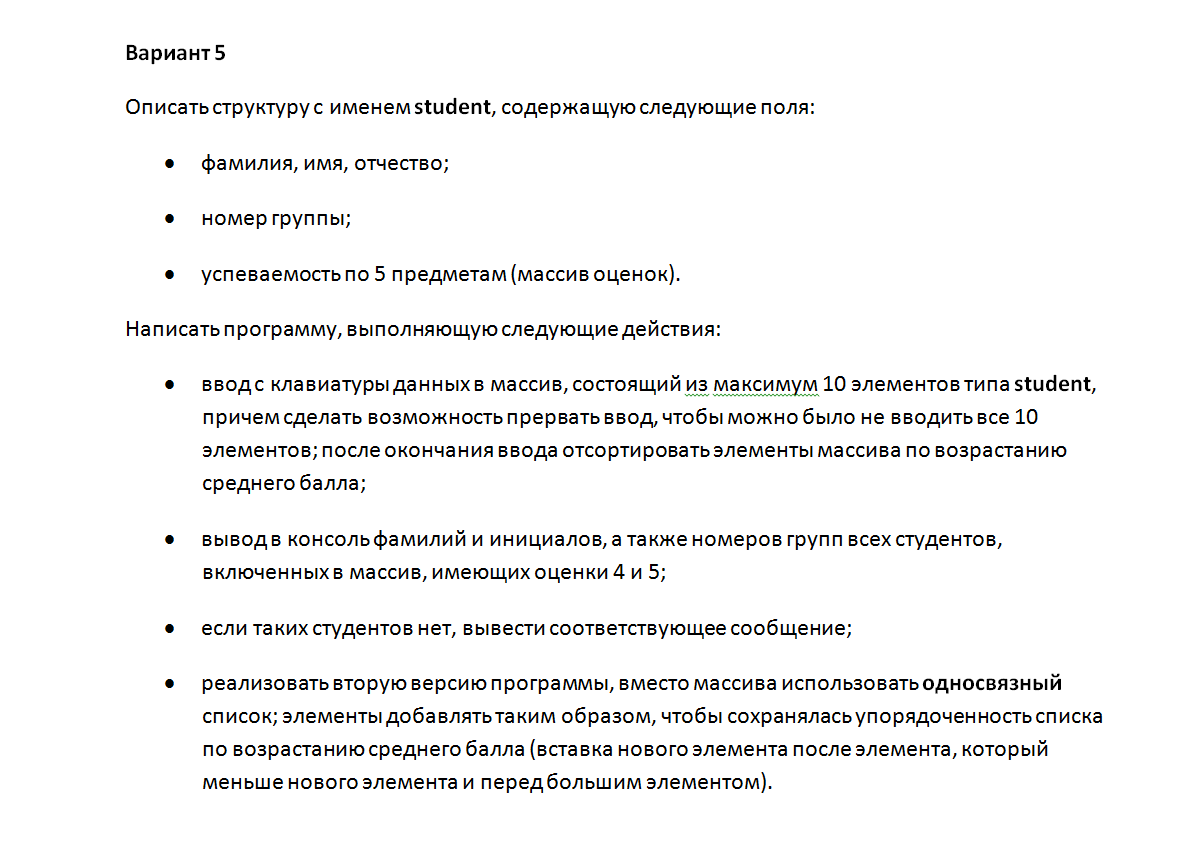 Вариант 5
Описать структуру с именем student, содержащую следующие поля:
• фамилия, имя, отчество;
• номер группы;
• успеваемость по 5 предметам (массив оценок).
Написать программу, выполняющую следующие действия:
• ввод с клавиатуры данных в массив, состоящий из максимум 10 элементов типа student,
причем сделать возможность прервать ввод, чтобы можно было не вводить все 10
элементов; после окончания ввода отсортировать элементы массива по возрастанию
среднего балла;
• вывод в консоль фамилий и инициалов, а также номеров групп всех студентов,
включенных в массив, имеющих оценки 4 и 5;
• если таких студентов нет, вывести соответствующее сообщение;
• реализовать вторую версию программы, вместо массива использовать односвязный
список; элементы добавлять таким образом, чтобы сохранялась упорядоченность списка
по возрастанию среднего балла (вставка нового элемента после элемента, который
меньше нового элемента и перед большим элементом).